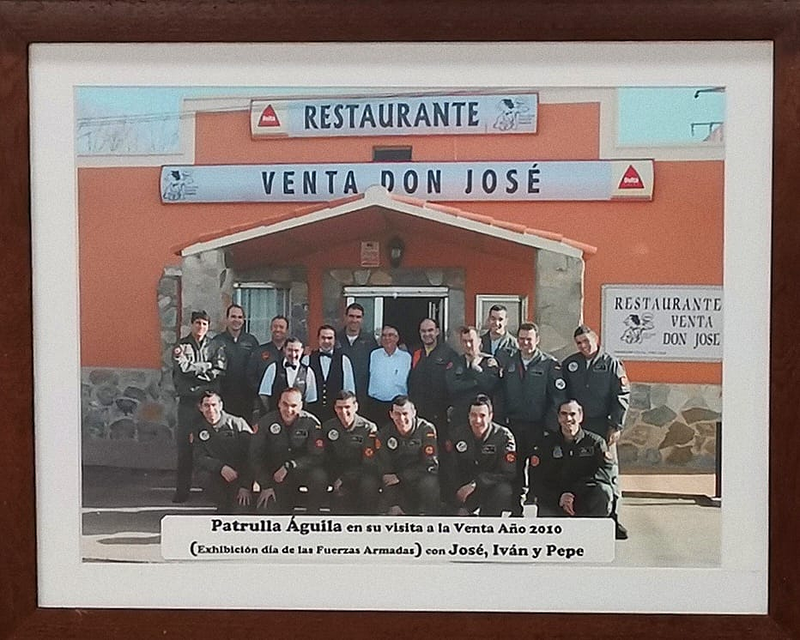 RESTAURANTE
VENTA DON JOSÉ
RESTAURANTE
VENTA
DON JOSE
Patrulla Águila en su visita a la Venta Año 2010
(Exhibición día de las Fuerzas Armadas) con José, Iván y Pepe